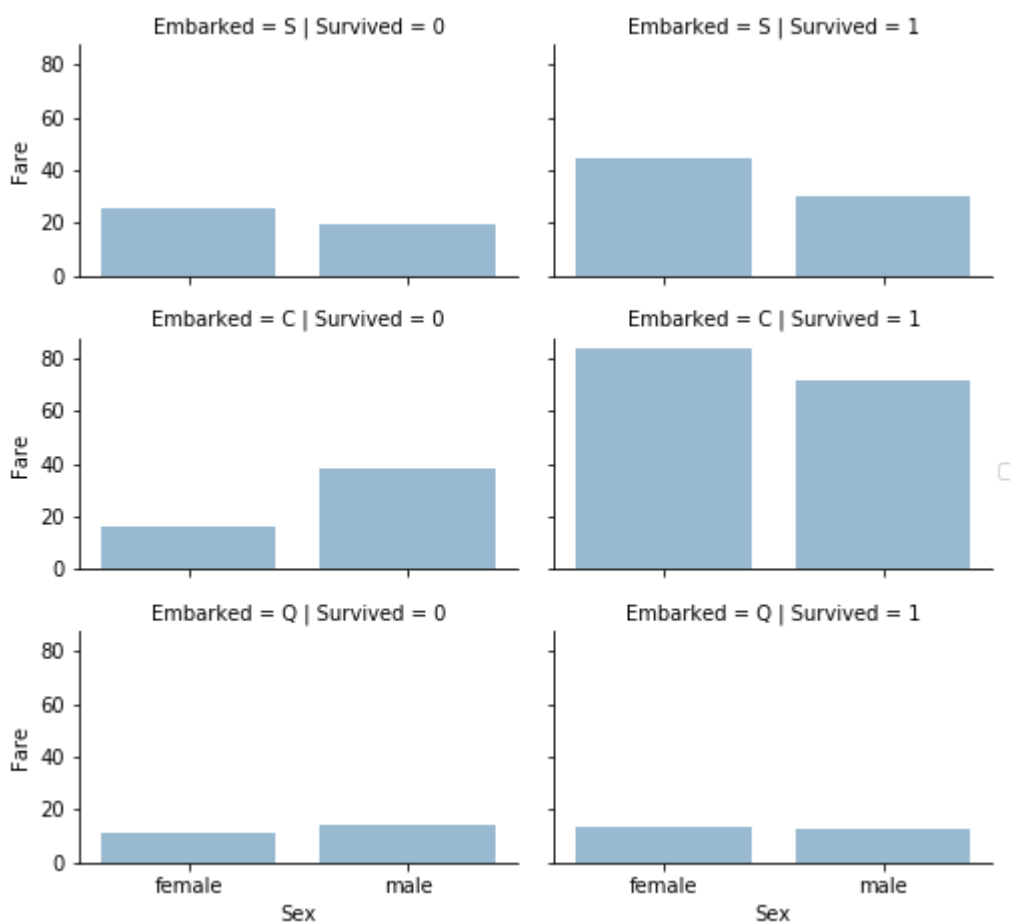 Embarked = S | Survived = 0
Embarked = S | Survived = 1
80
60
40
20
0
Fare
Embarked = C | Survived = 0
Embarked = C | Survived = 1
80
60
40
20
0
Fare
Embarked = Q | Survived = 0
Embarked = Q | Survived = 1
80
60
40
20
0
Fare
female male
female male
Sex
Sex